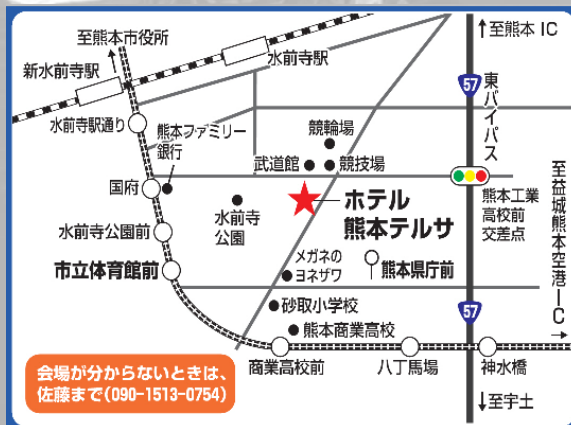 至熊本市役所
新水前寺駅
水前寺駅
至熊本 IC
57
東バイパス
水前寺駅通り
熊本ファミリー
銀行
競輪場
武道館
競技場
国府
水前寺
公園
ホテル
熊本テルサ
熊本工業
高校前
交差点
至益城熊本空港IC
水前寺公園前
市立体育館前
メガネの
ヨネザワ
熊本県庁前
砂取小学校
57
熊本商業高校
商業高校前
八丁馬場
神水橋
会場が分からないときは、
佐藤まで(090-1513-0754)
至宇土